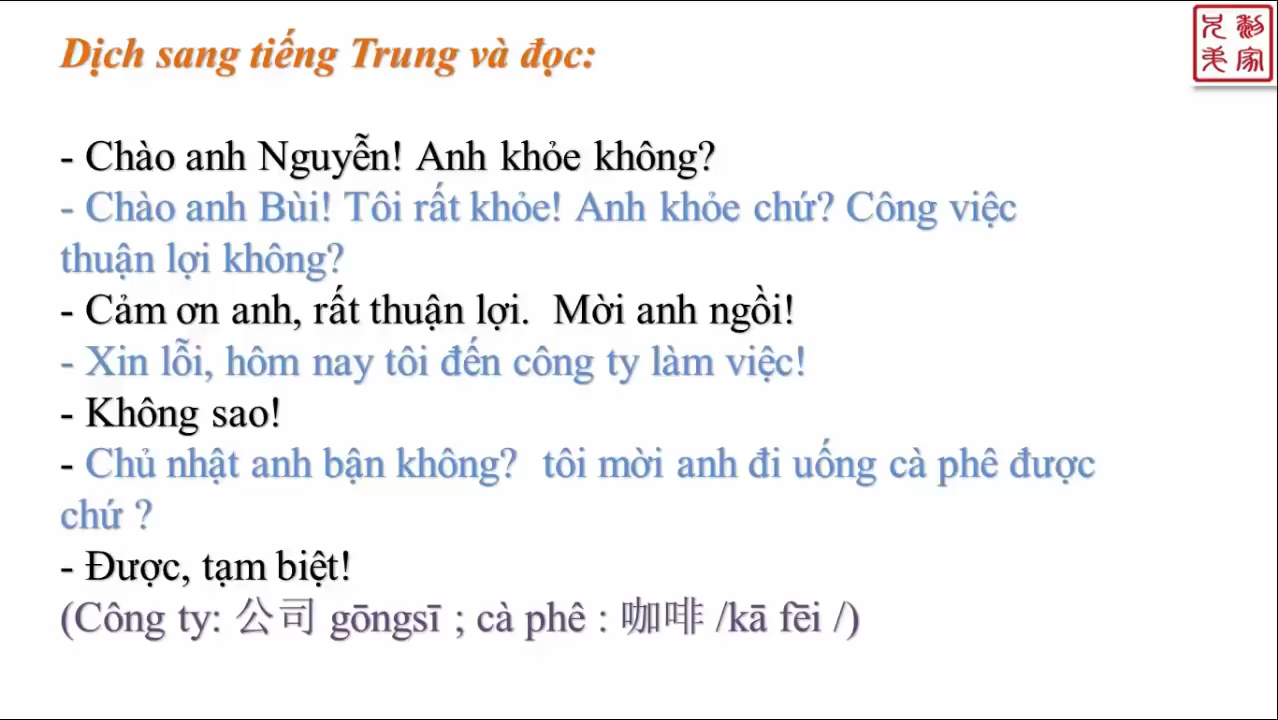 Dịch sang tiếng Trung và đọc:
- Chào anh Nguyễn! Anh khỏe không?
- Chào anh Bùi! Tôi rất khỏe! Anh khỏe chứ? Công việc
thuận lợi không?
- Cảm ơn anh, rất thuận lợi.  Mời anh ngồi!
- Xin lỗi, hôm nay tôi đến công ty làm việc!
- Không sao!
- Chủ nhật anh bận không?  tôi mời anh đi uống cà phê được
chứ ?
- Được, tạm biệt!
(Công ty: 公司 gōngsī ; cà phê : 咖啡 /kā fēi /)